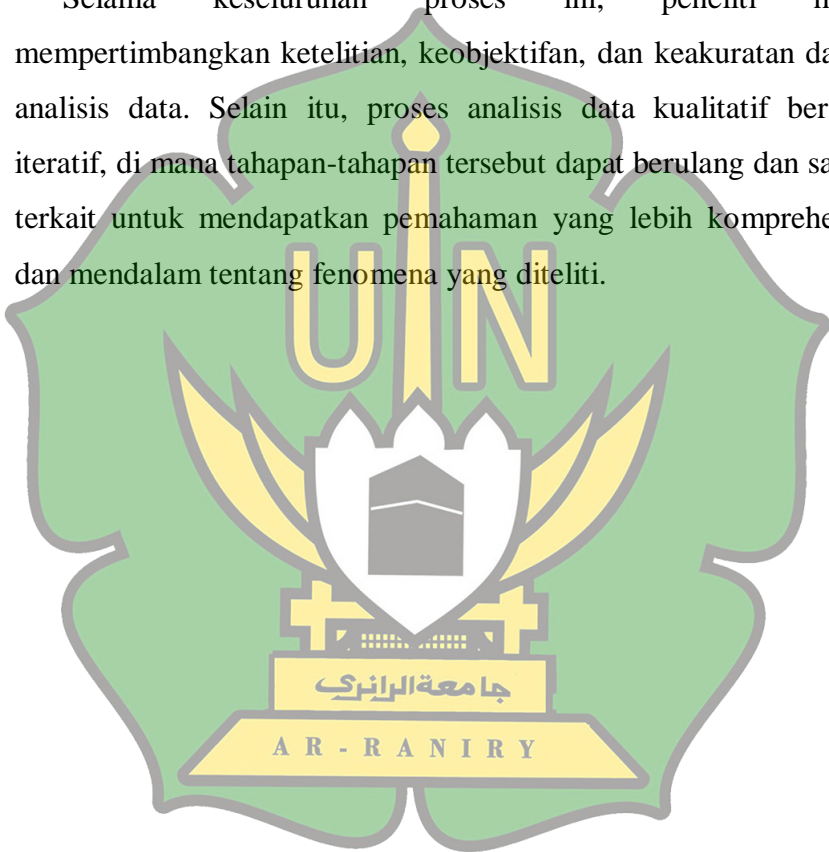 Selama keseluruhan proses ini, peneliti
mempertimbangkan ketelitian, keobjektifan, dan keakuratan
analisis data. Selain itu, proses analisis data kualitatif
iteratif, di mana tahapan-tahapan tersebut dapat berulang dan
terkait untuk mendapatkan pemahaman yang lebih
dan mendalam tentang fenomena yang diteliti.
UIN
جامعة الرانري
AR-RANIRY